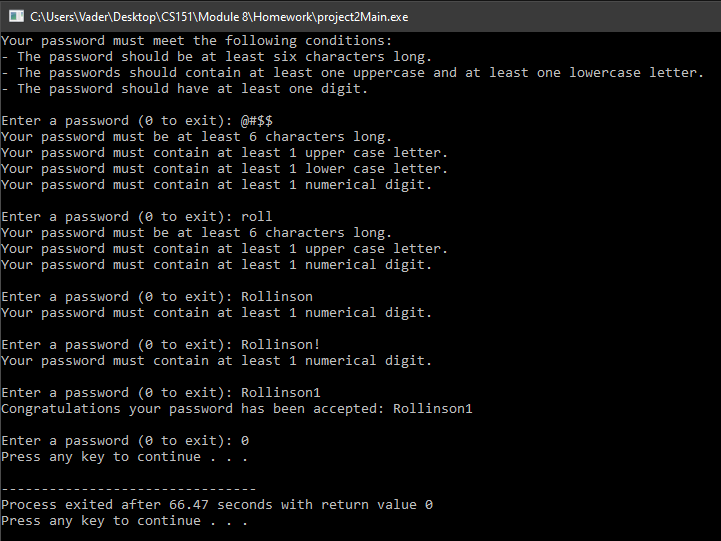 C:\Users\Vader\Desktop\CS151\Module 8\Homework\project2Main.exe
Your password must meet the following conditions:
- The password should be at least six characters long.
- The passwords should contain at least one uppercase and at least one lowercase letter.
- The password should have at least one digit.
Enter a password (0 to exit): @#$$
Your password must be at least 6 characters long.
Your password must contain at least 1 upper case letter.
Your password must contain at least 1 lower case letter.
Your password must contain at least 1 numerical digit.
Enter a password (0 to exit): roll
Your password must be at least 6 characters long.
Your password must contain at least 1 upper case letter.
Your password must contain at least 1 numerical digit.
Enter a password (0 to exit): Rollinson
Your password must contain at least 1 numerical digit.
Enter a password (0 to exit): Rollinson!
Your password must contain at least 1 numerical digit.
Enter a password (0 to exit): Rollinson1
Congratulations your password has been accepted: Rollinson1
Enter a password (0 to exit): 0
Press any key to continue . . .
--------------------------------
Process exited after 66.47 seconds with return value 0
Press any key to continue . . .